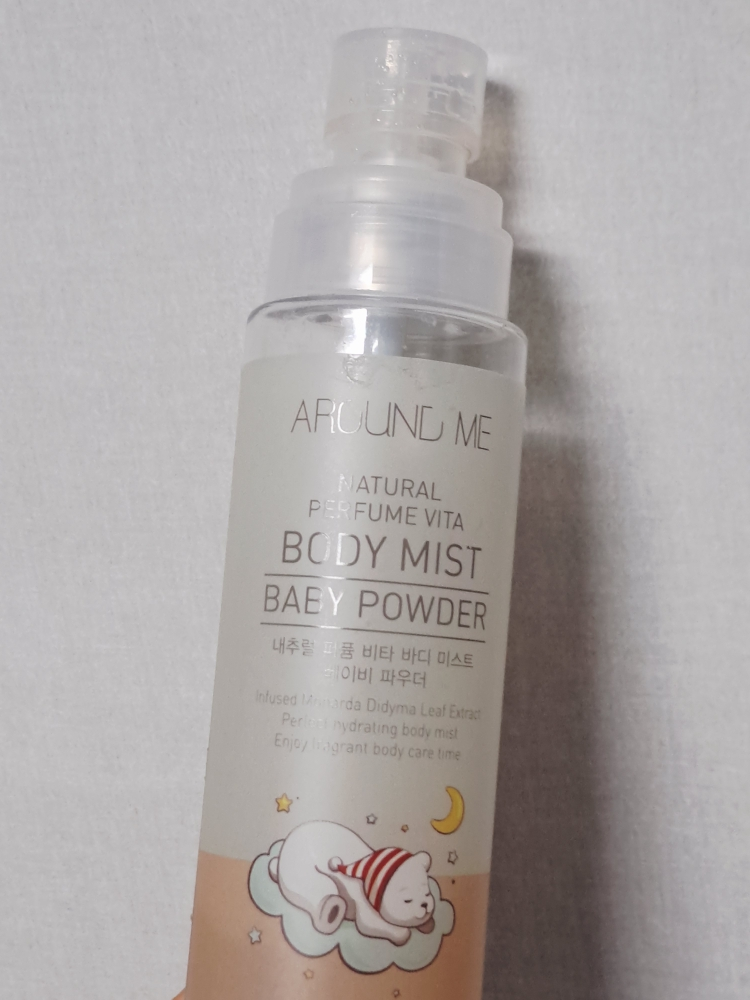 AROUND ME
NATURAL
PERFUME VITA
BODY MIST
BABY POWDER
내추럴 퍼퓸 비타 바디 미스트
베이비 파우더
Infused Monarda Didyma Leaf Extract
Perfect hydrating body mist
Enjoy fragrant body care time